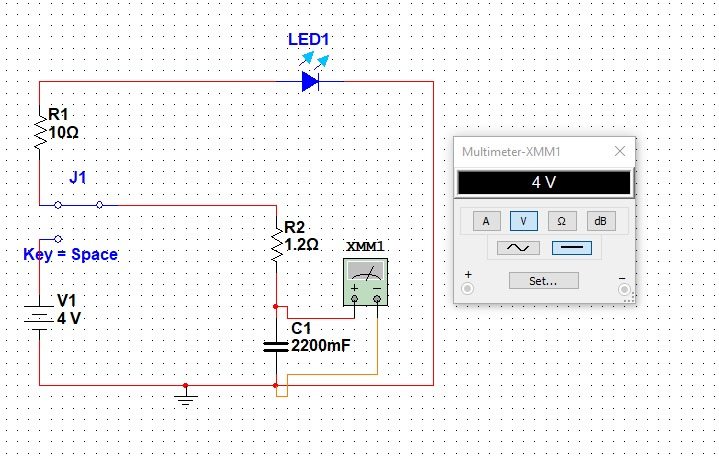 LED1
R1
10Ω
J1
Key = Space
V1
4 V
R2
1.2Ω
XMM1
C1
2200mF
Multimeter-XMM1
4 V
A V Ω dB
+ Set... −